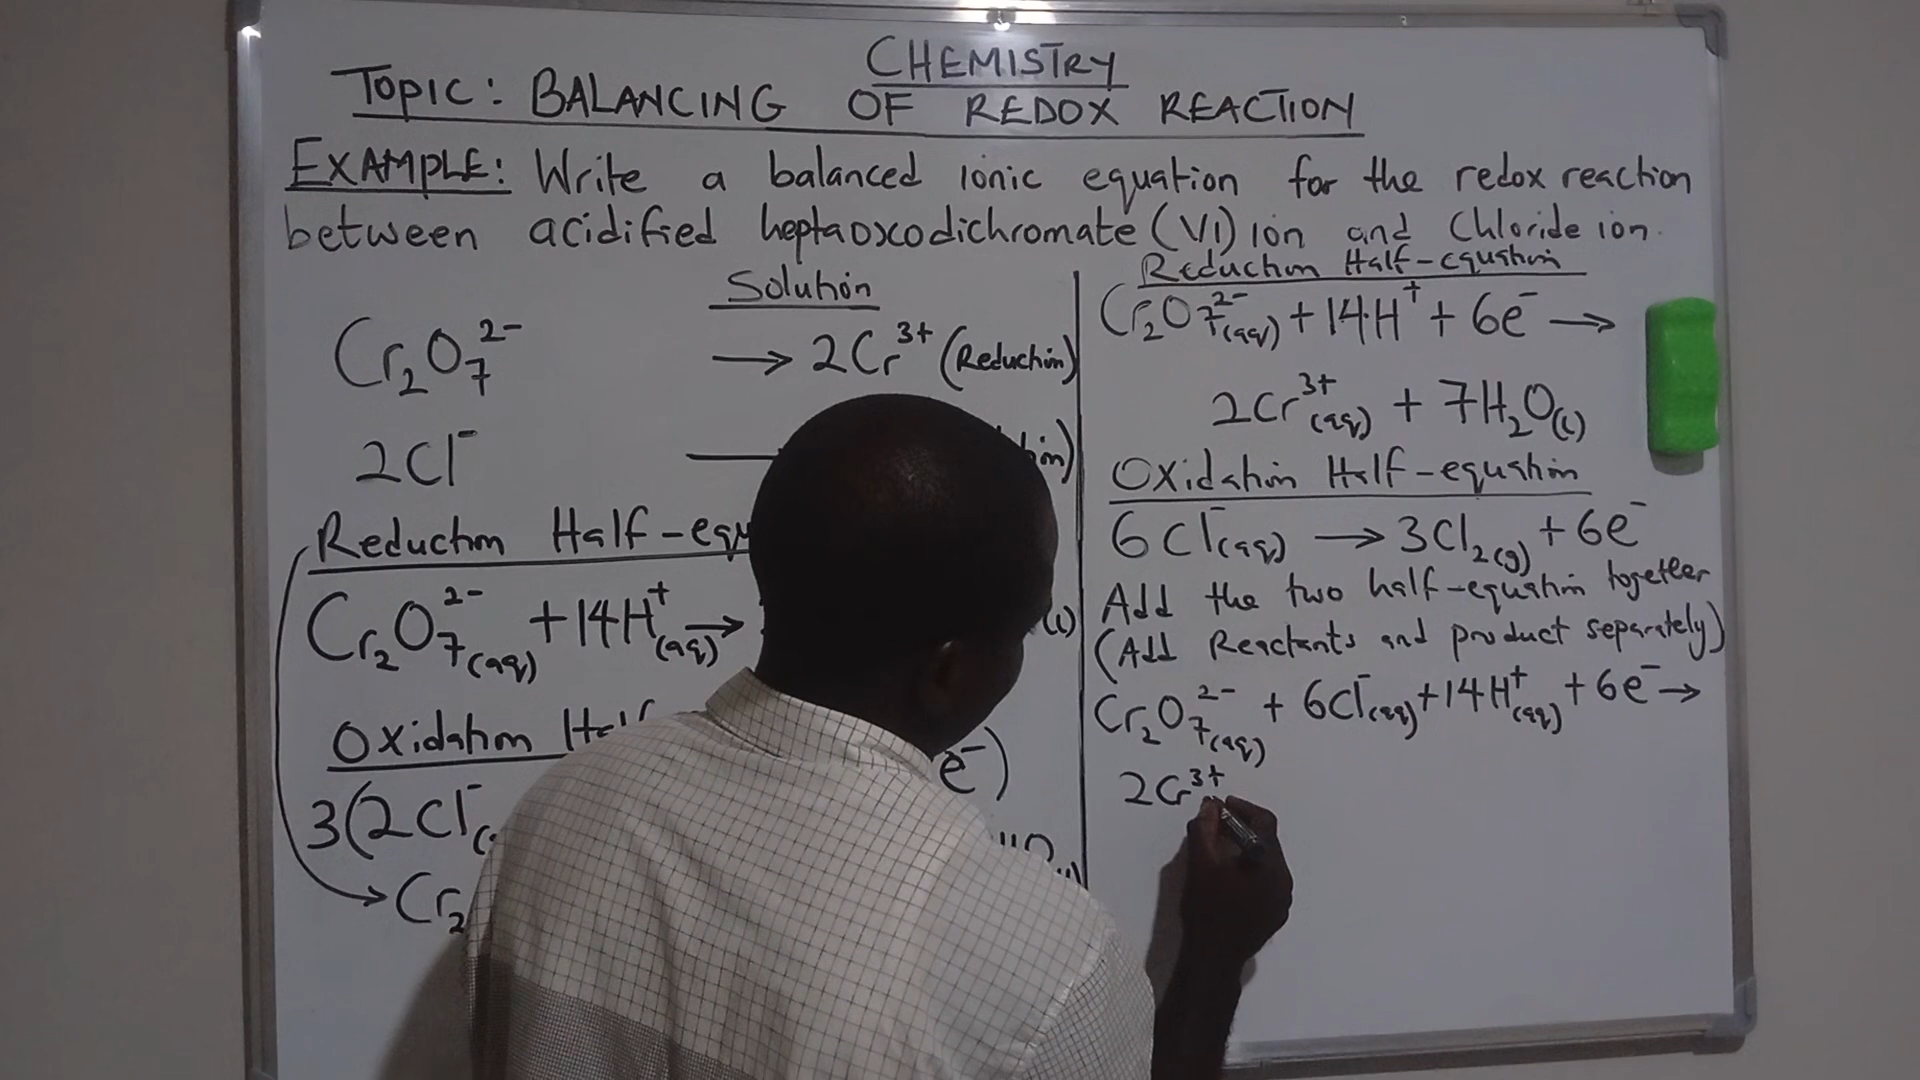 CHEMISTRY
TOPIC: BALANCING OF REDOX REACTION
EXAMPLE: Write a balanced ionic equation for the redox reaction
between acidified heptaoxodichromate (VI) ion and Chloride ion.
Solution
Cr₂O₇²⁻ → 2Cr³⁺ (Reduction)
2Cl⁻
Reduction Half-equ
Cr₂O₇²⁻(aq) + 14H⁺(aq) → (l)
Oxidation Hal
3(2Cl⁻ e⁻)
Cr₂
Reduction Half-equation
Cr₂O₇²⁻(aq) + 14H⁺ + 6e⁻ →
2Cr³⁺(aq) + 7H₂O(l)
Oxidation Half-equation
6Cl⁻(aq) → 3Cl₂(g) + 6e⁻
Add the two half-equation together
(Add Reactants and product separately)
Cr₂O₇²⁻(aq) + 6Cl⁻(aq) + 14H⁺(aq) + 6e⁻ →
2Cr³⁺